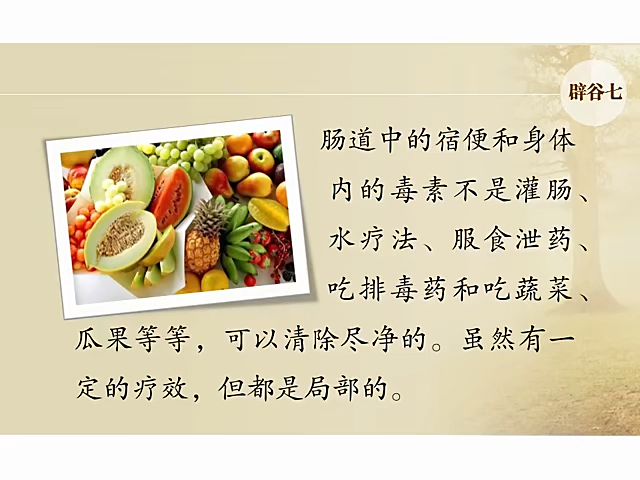 辟谷七
肠道中的宿便和身体
内的毒素不是灌肠、
水疗法、服食泄药、
吃排毒药和吃蔬菜、
瓜果等等，可以清除尽净的。虽然有一
定的疗效，但都是局部的。